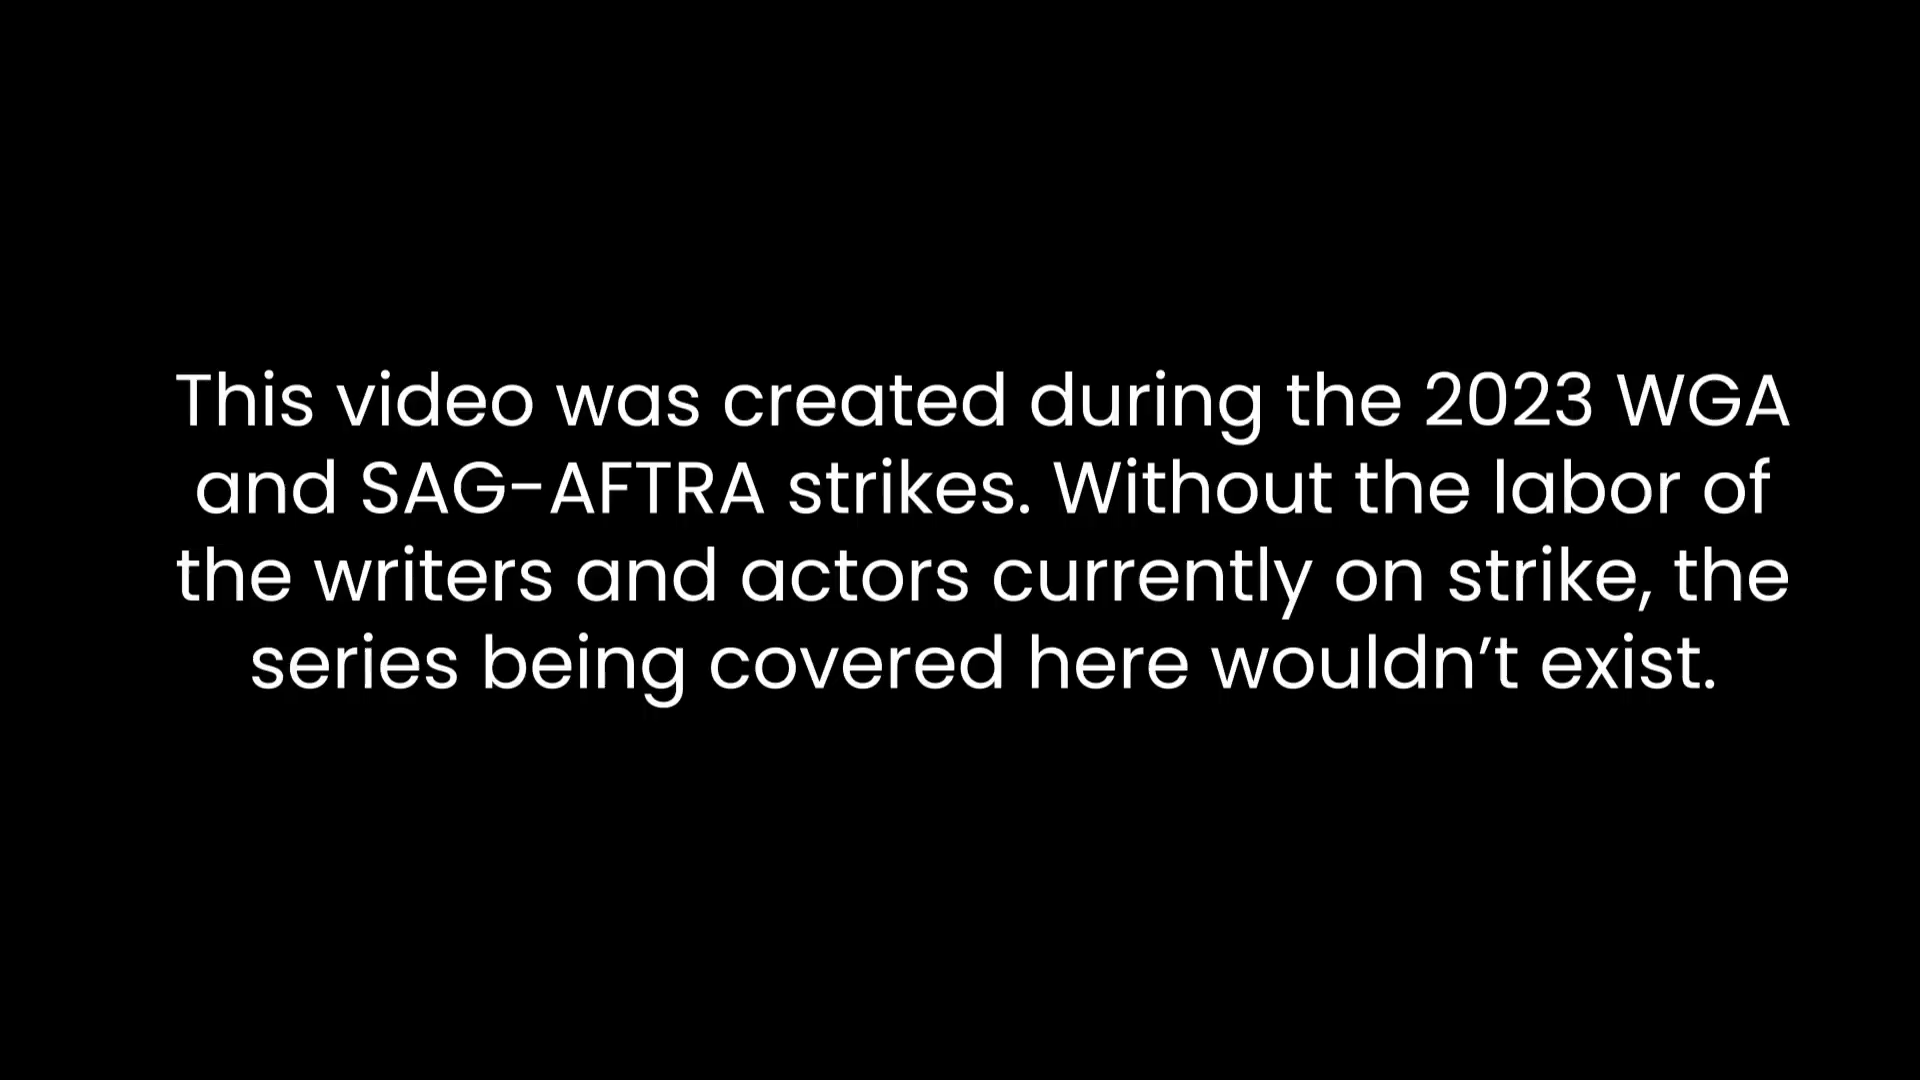 This video was created during the 2023 WGA
and SAG-AFTRA strikes. Without the labor of
the writers and actors currently on strike, the
series being covered here wouldn’t exist.